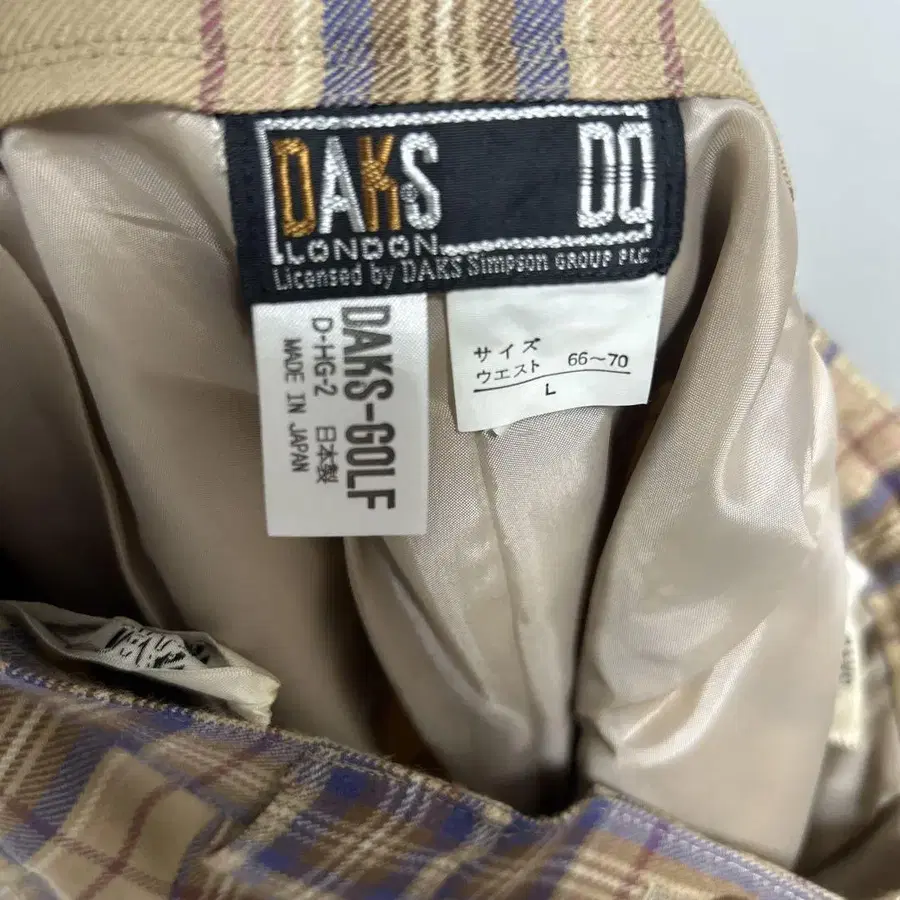 DAKS DD
LONDON
Licensed by DAKS Simpson GROUP PLC
DAKS-GOLF
D-HG-2 日本製
MADE IN JAPAN
サイズ
ウエスト 66～70
L